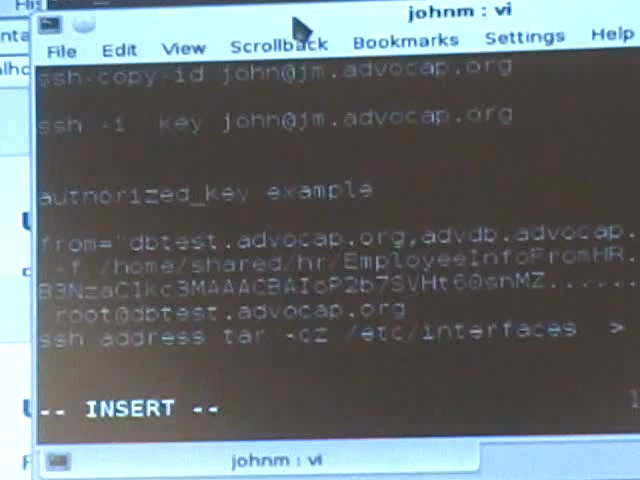 johnm : vi
File Edit View Scrollback Bookmarks Settings Help
ssh-copy-id john@jm.advocap.org
ssh -i key john@jm.advocap.org
authorized_key example
from="dbtest.advocap.org,advdb.advocap.
-f /home/shared/hr/EmployeeInfoFromHR.
B3NzaC1kc3MAAACBAIoP2b7SVHt60snMZ......
root@dbtest.advocap.org
ssh address tar -cz /etc/interfaces >
-- INSERT --
johnm : vi